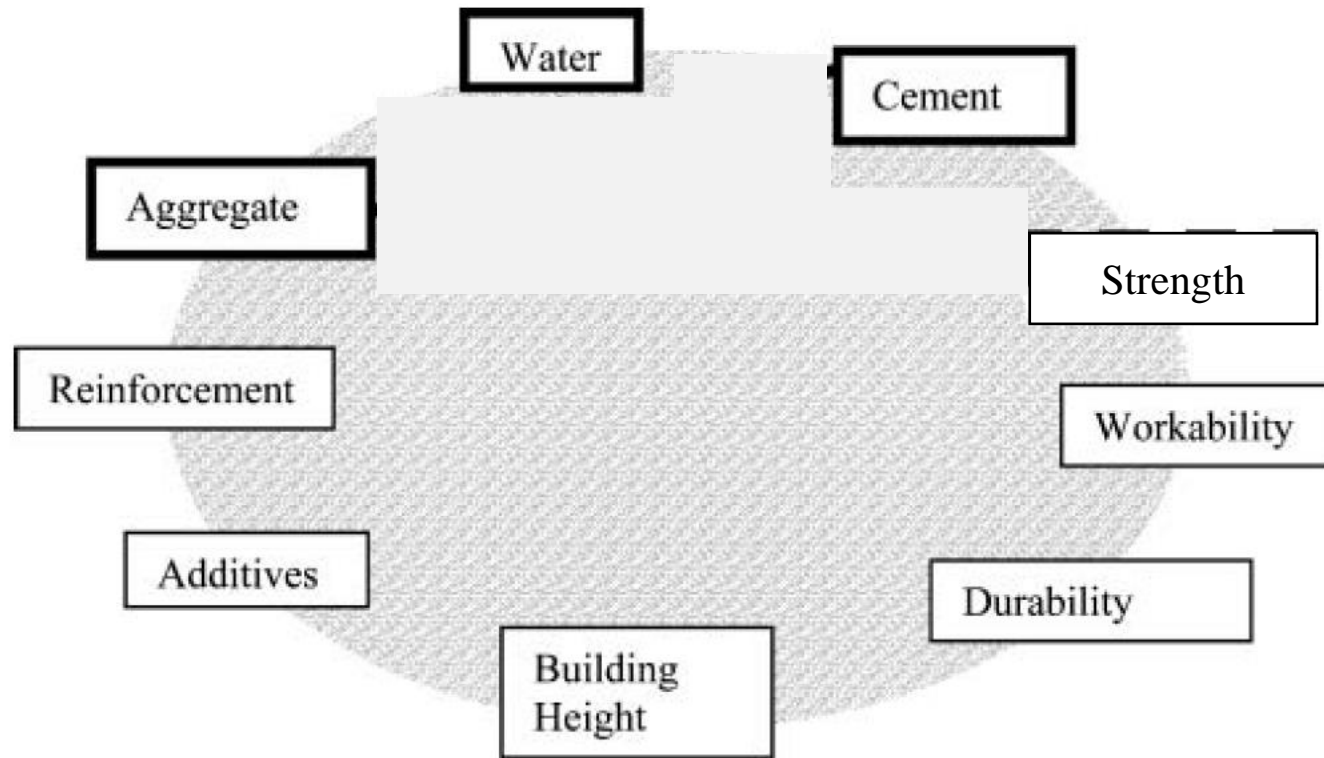 Water
Cement
Aggregate
Strength
Reinforcement
Workability
Additives
Durability
Building
Height